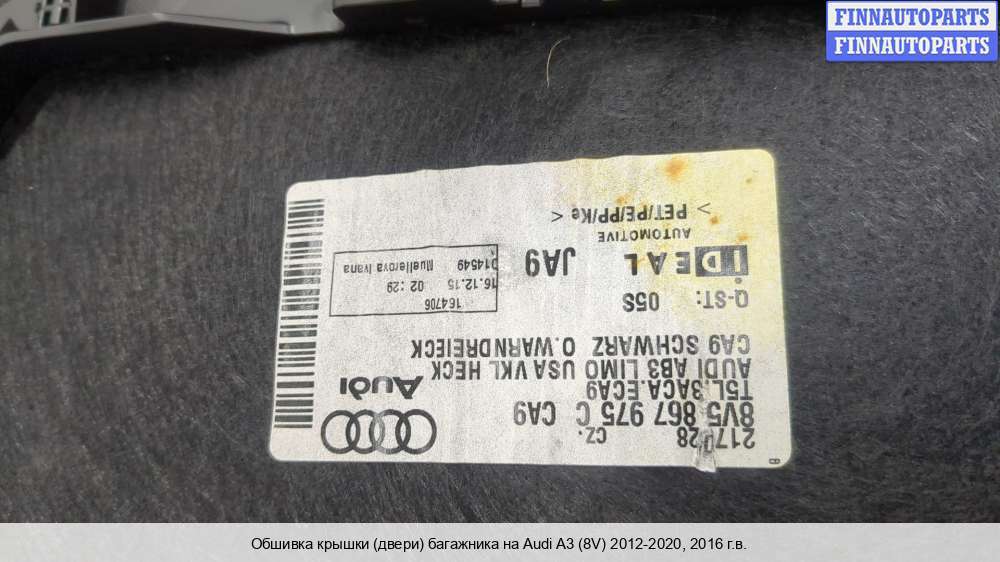 FINNAUTOPARTS
FINNAUTOPARTS
8
CZ.
8V5 867 975 C CA9
T5L.3ACA.ECA9
AUDI AB3 LIMO USA VKL HECK
CA9 SCHWARZ O.WARNDREIECK
Audi
Q-ST: 05S
164706
16.12.15 02:29
014549 Muellerova Ivana
iDEAL
AUTOMOTIVE
JA9
> PET/PE/PP/Ke <
Обшивка крышки (двери) багажника на Audi A3 (8V) 2012-2020, 2016 г.в.